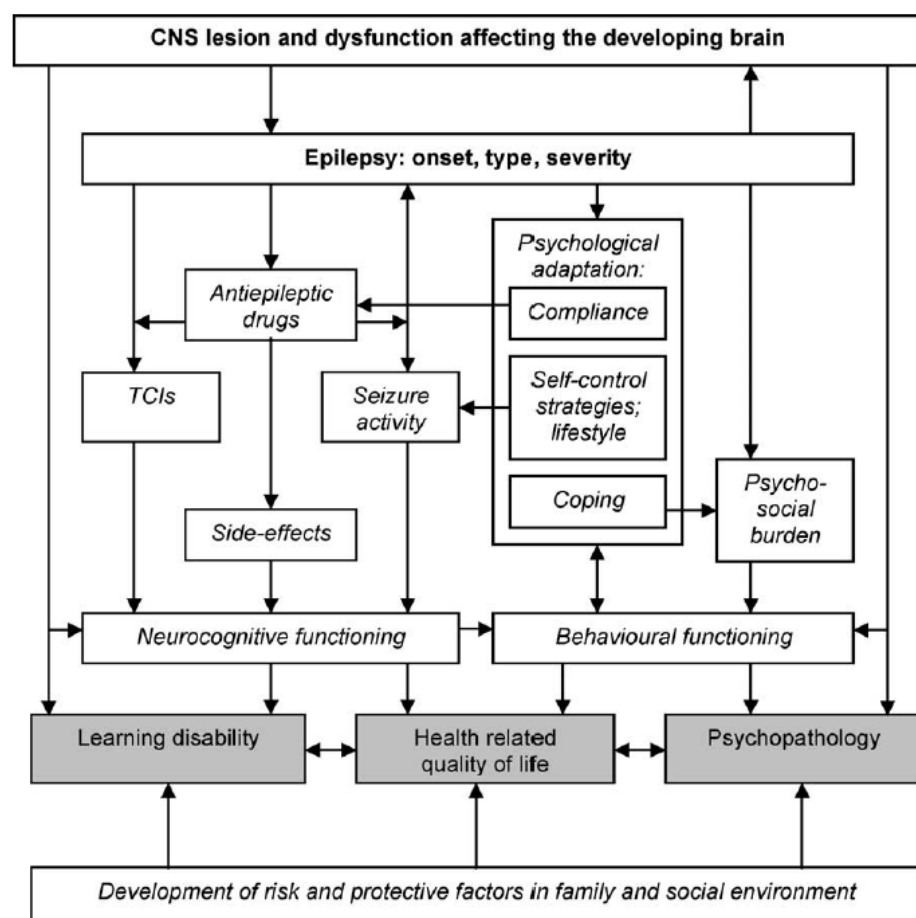 CNS lesion and dysfunction affecting the developing brain
Epilepsy: onset, type, severity
Psychological
adaptation:
Antiepileptic
drugs
Compliance
TCIs
Seizure
activity
Self-control
strategies;
lifestyle
Coping
Psycho-
social
burden
Side-effects
Neurocognitive functioning
Behavioural functioning
Learning disability
Health related
quality of life
Psychopathology
Development of risk and protective factors in family and social environment